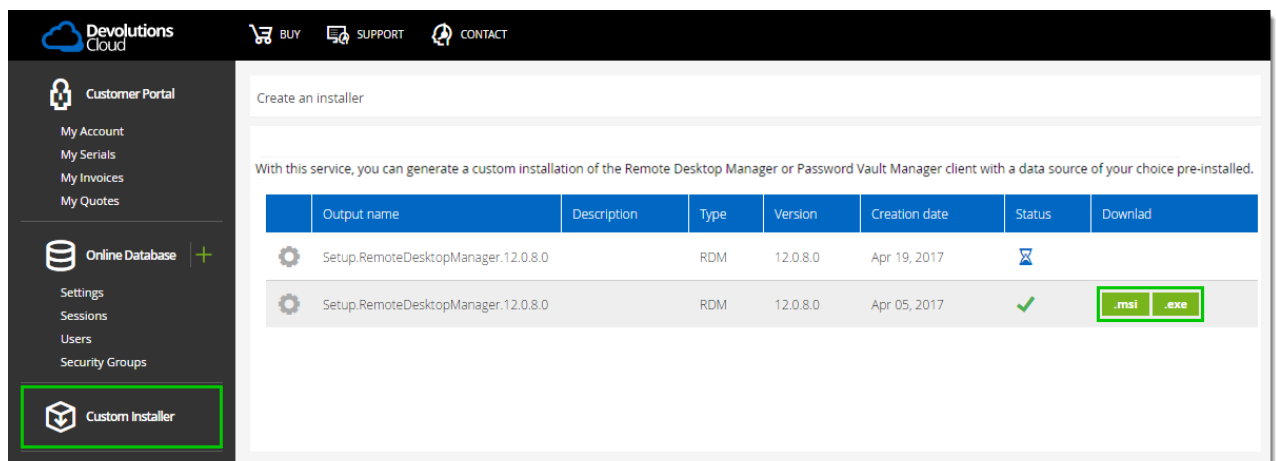 Devolutions
Cloud
BUY SUPPORT CONTACT
Customer Portal
My Account
My Serials
My Invoices
My Quotes
Online Database
Settings
Sessions
Users
Security Groups
Custom Installer
Create an installer
With this service, you can generate a custom installation of the Remote Desktop Manager or Password Vault Manager client with a data source of your choice pre-installed.
Output name Description Type Version Creation date Status Downlad
Setup.RemoteDesktopManager.12.0.8.0 RDM 12.0.8.0 Apr 19, 2017
Setup.RemoteDesktopManager.12.0.8.0 RDM 12.0.8.0 Apr 05, 2017 .msi .exe